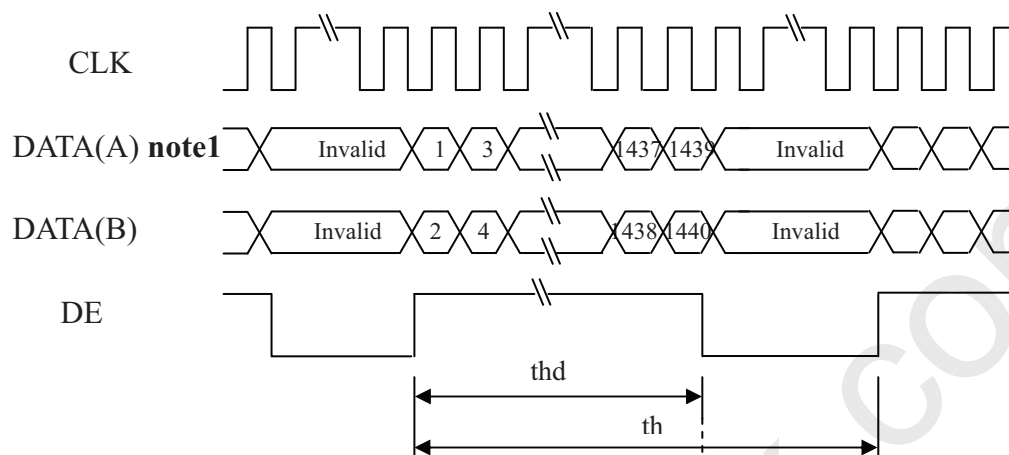 CLK
DATA(A) note1 Invalid 1 3 1437 1439 Invalid
DATA(B) Invalid 2 4 1438 1440 Invalid
DE
thd
th